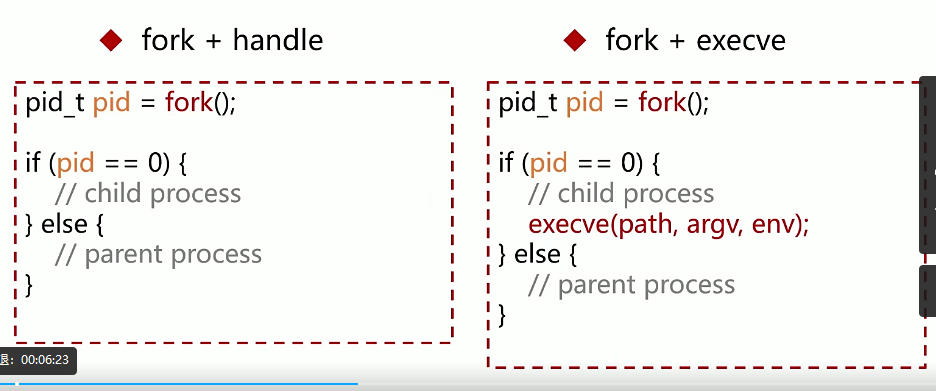 fork + handle
pid_t pid = fork();
if (pid == 0) {
// child process
} else {
// parent process
}
fork + execve
pid_t pid = fork();
if (pid == 0) {
// child process
execve(path, argv, env);
} else {
// parent process
}
退: 00:06:23